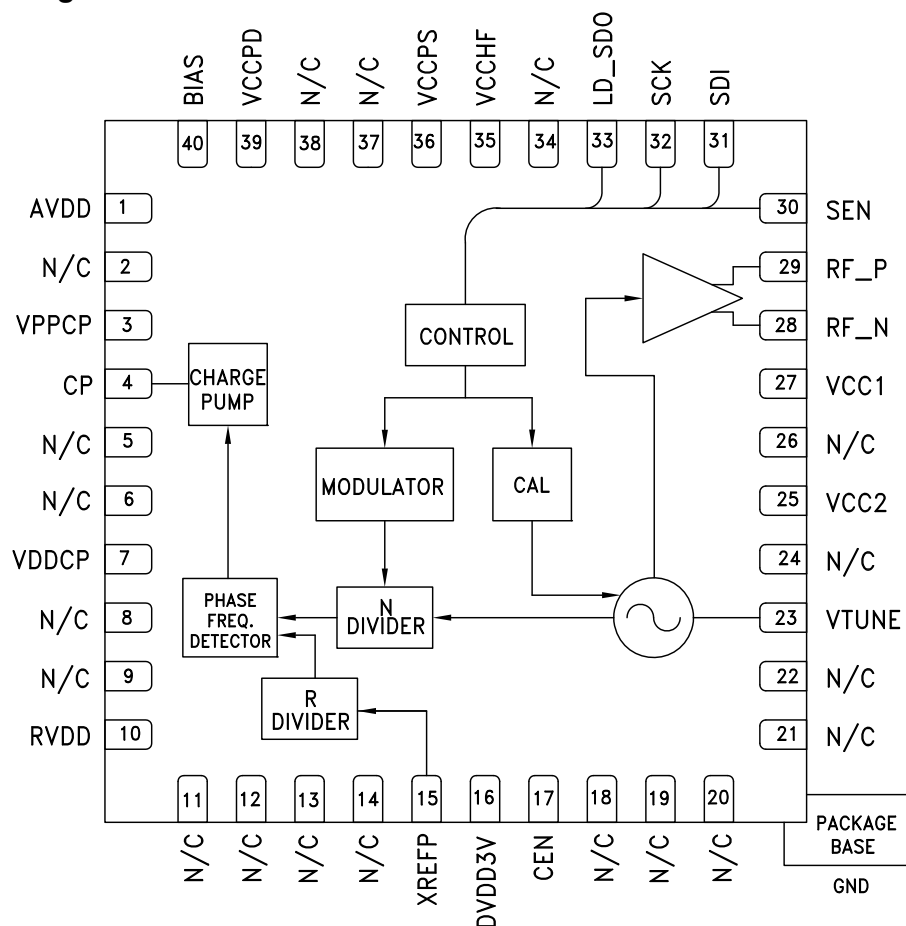 BIAS
VCCPD
N/C
N/C
VCCPS
VCCHF
N/C
LD_SDO
SCK
SDI
40
39
38
37
36
35
34
33
32
31
AVDD 1
N/C 2
VPPCP 3
CP 4
N/C 5
N/C 6
VDDCP 7
N/C 8
N/C 9
RVDD 10
30 SEN
29 RF_P
28 RF_N
27 VCC1
26 N/C
25 VCC2
24 N/C
23 VTUNE
22 N/C
21 N/C
CONTROL
CHARGE
PUMP
MODULATOR
CAL
PHASE
FREQ.
DETECTOR
N
DIVIDER
R
DIVIDER
11
12
13
14
15
16
17
18
19
20
N/C
N/C
N/C
N/C
XREFP
DVDD3V
CEN
N/C
N/C
N/C
PACKAGE
BASE
GND